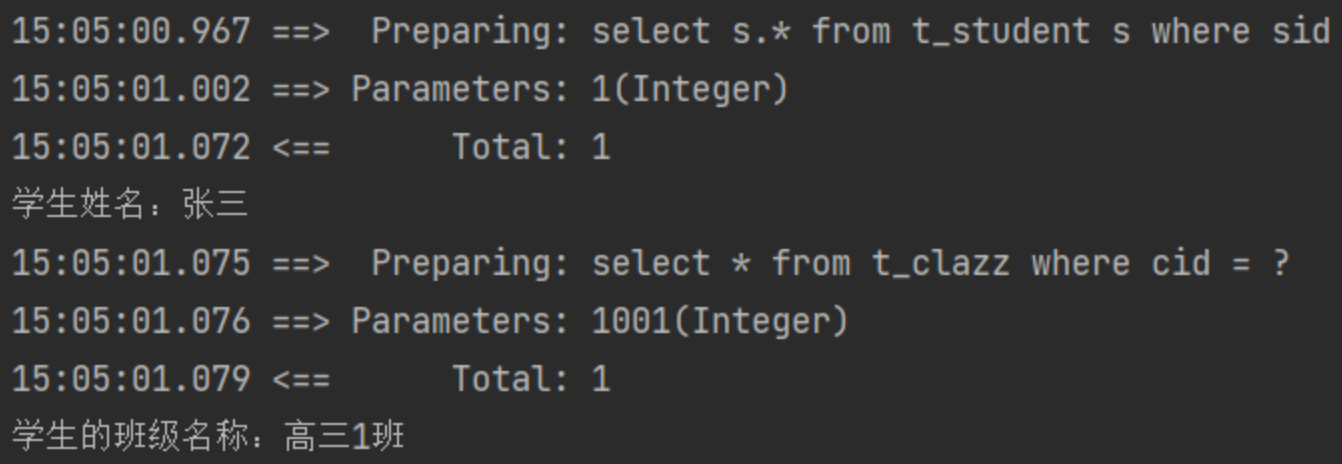 15:05:00.967 ==>  Preparing: select s.* from t_student s where sid
15:05:01.002 ==> Parameters: 1(Integer)
15:05:01.072 <==      Total: 1
学生姓名：张三
15:05:01.075 ==>  Preparing: select * from t_clazz where cid = ?
15:05:01.076 ==> Parameters: 1001(Integer)
15:05:01.079 <==      Total: 1
学生的班级名称：高三1班